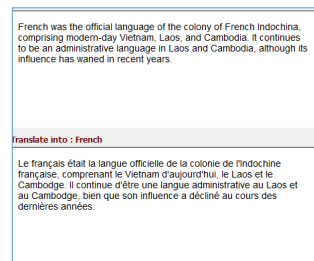 French was the official language of the colony of French Indochina,
comprising modern-day Vietnam, Laos, and Cambodia. It continues
to be an administrative language in Laos and Cambodia, although its
influence has waned in recent years.
Translate into : French
Le français était la langue officielle de la colonie de l'Indochine
française, comprenant le Vietnam d'aujourd'hui, le Laos et le
Cambodge. Il continue d'être une langue administrative au Laos et
au Cambodge, bien que son influence a décliné au cours des
dernières années.